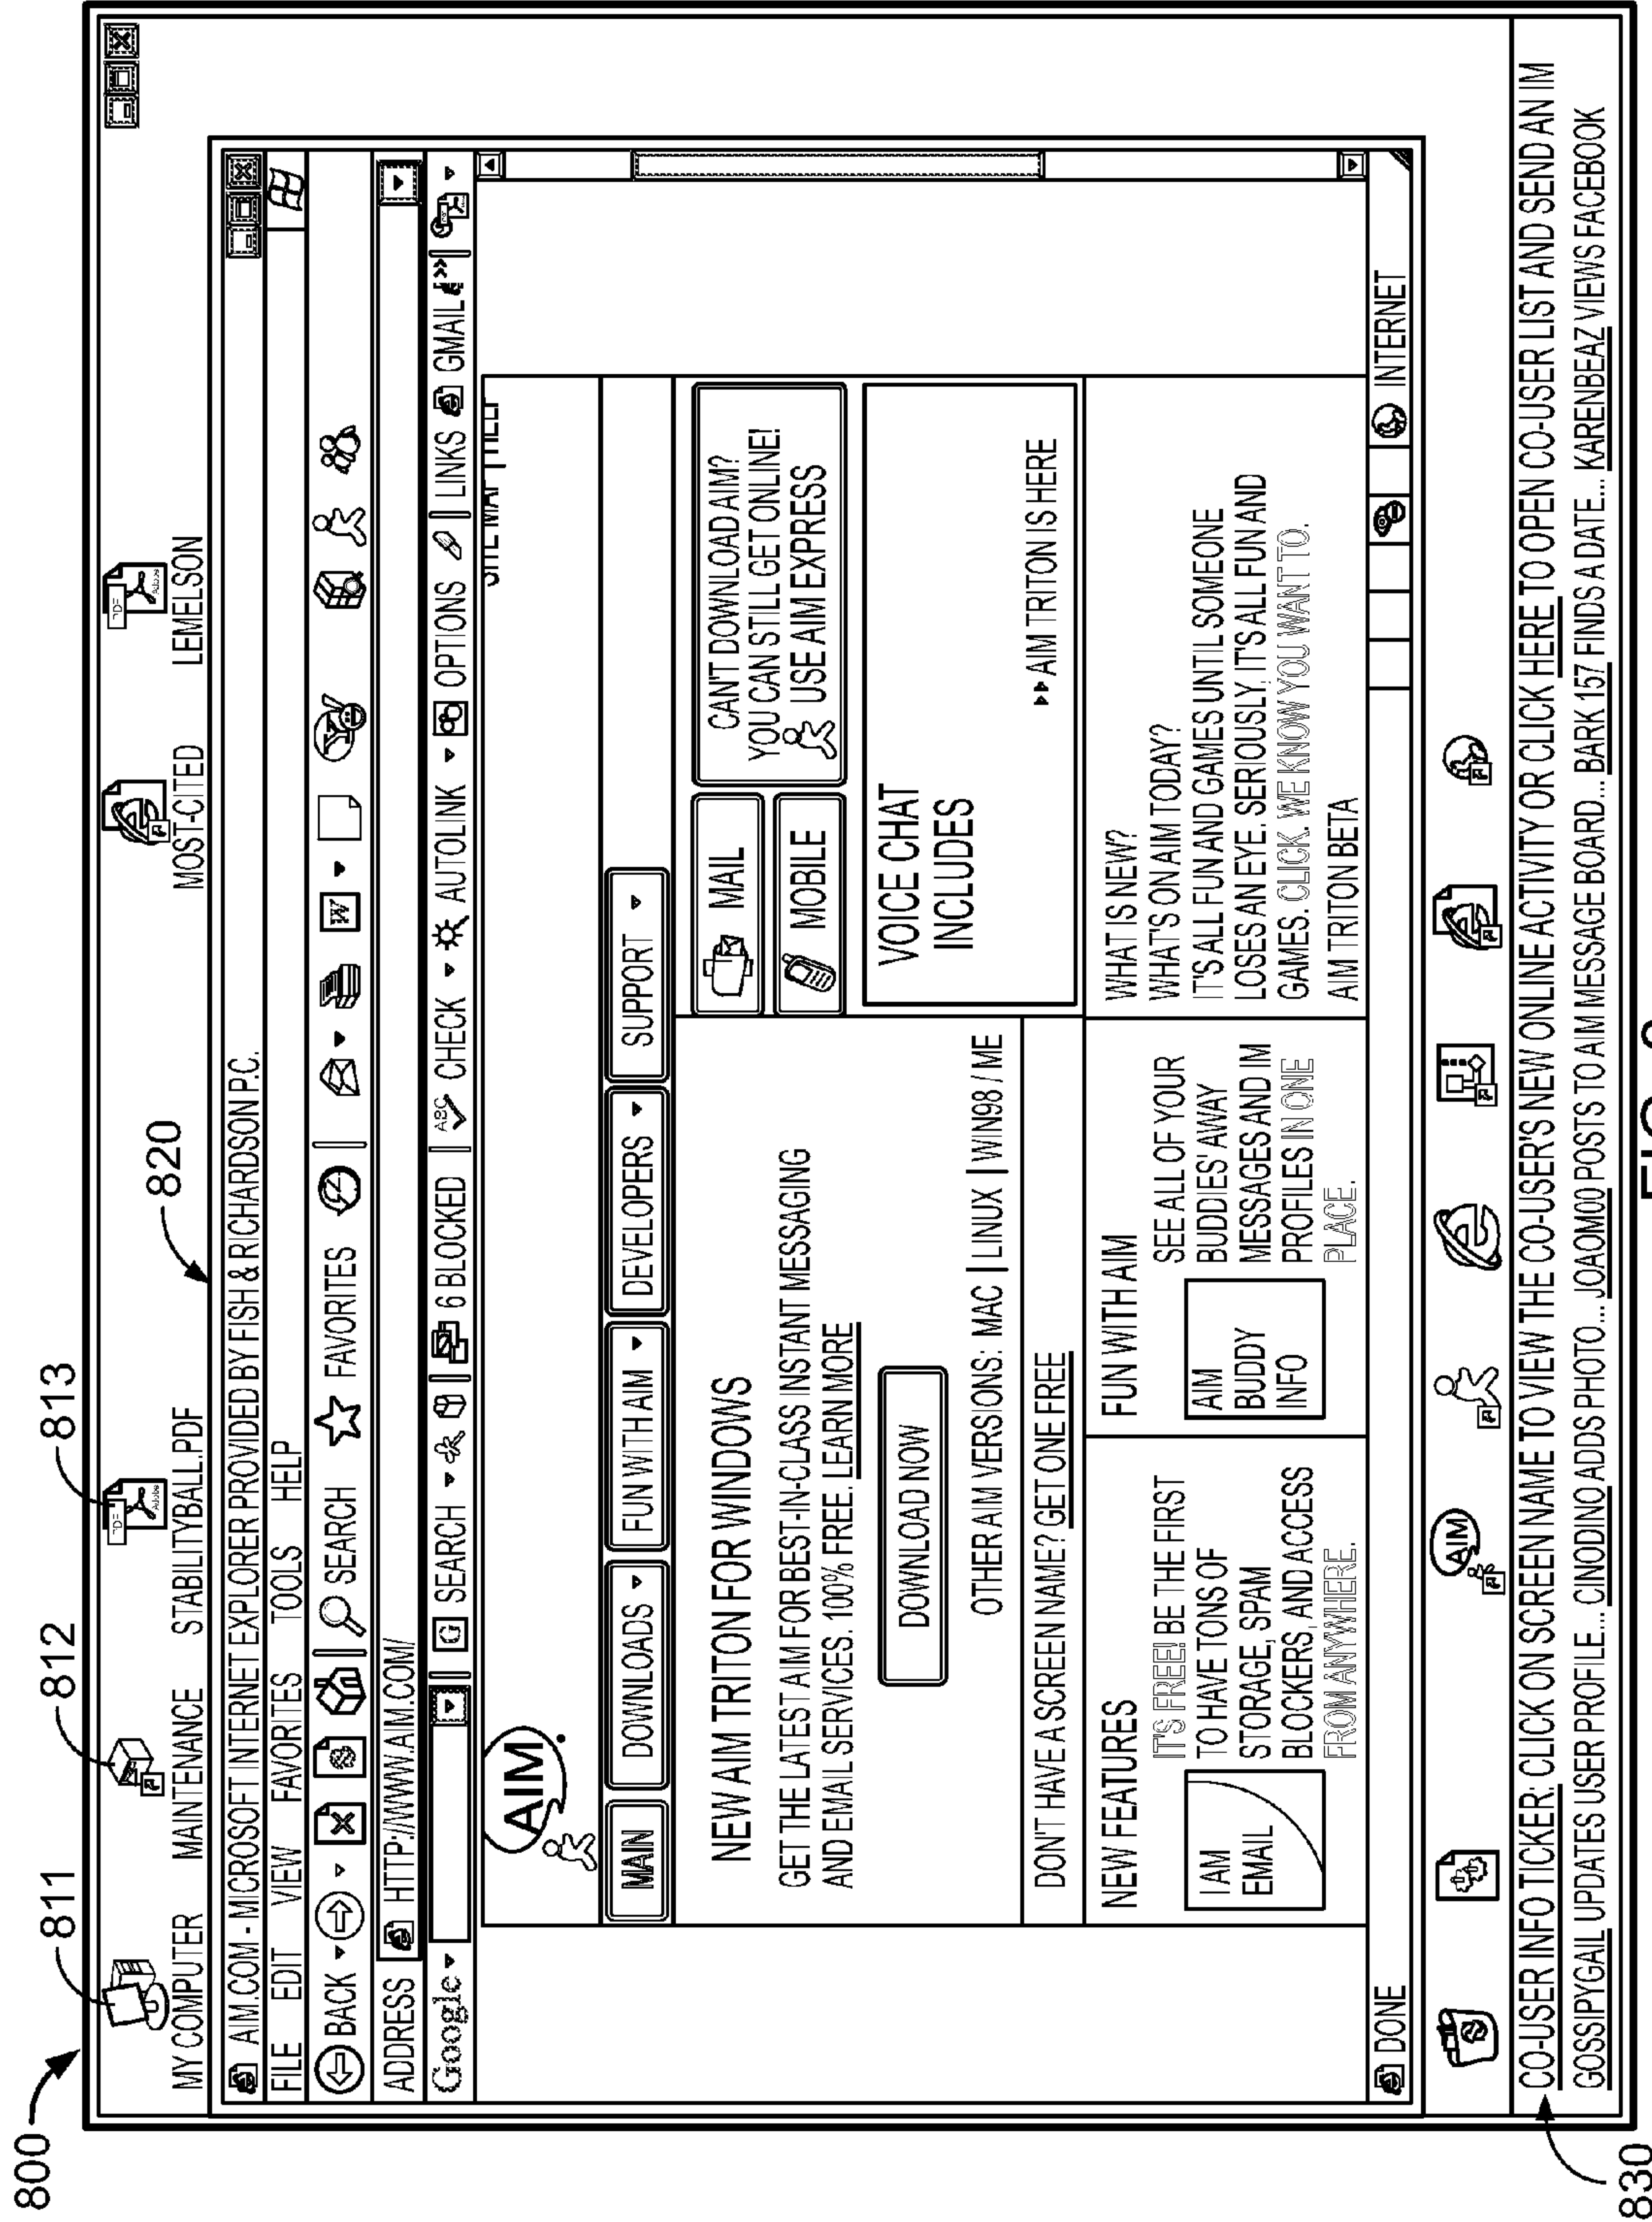 800
811
812
813
MY COMPUTER MAINTENANCE STABILITYBALL.PDF MOST-CITED LEMELSON
820
AIM.COM - MICROSOFT INTERNET EXPLORER PROVIDED BY FISH & RICHARDSON P.C.
FILE EDIT VIEW FAVORITES TOOLS HELP
BACK SEARCH FAVORITES W Y!
ADDRESS HTTP://WWW.AIM.COM/
Google G SEARCH 6 BLOCKED ABC CHECK AUTOLINK OPTIONS LINKS GMAIL
SITE MAP | HELP
AIM
MAIN DOWNLOADS FUN WITH AIM DEVELOPERS SUPPORT
NEW AIM TRITON FOR WINDOWS
GET THE LATEST AIM FOR BEST-IN-CLASS INSTANT MESSAGING
AND EMAIL SERVICES. 100% FREE. LEARN MORE
DOWNLOAD NOW
OTHER AIM VERSIONS: MAC | LINUX | WIN98 / ME
DON'T HAVE A SCREEN NAME? GET ONE FREE
MAIL
MOBILE
CAN'T DOWNLOAD AIM?
YOU CAN STILL GET ONLINE!
USE AIM EXPRESS
VOICE CHAT
INCLUDES
AIM TRITON IS HERE
NEW FEATURES
I AM
EMAIL
IT'S FREE! BE THE FIRST
TO HAVE TONS OF
STORAGE, SPAM
BLOCKERS, AND ACCESS
FROM ANYWHERE.
FUN WITH AIM
AIM
BUDDY
INFO
SEE ALL OF YOUR
BUDDIES' AWAY
MESSAGES AND IM
PROFILES IN ONE
PLACE.
WHAT IS NEW?
WHAT'S ON AIM TODAY?
IT'S ALL FUN AND GAMES UNTIL SOMEONE
LOSES AN EYE. SERIOUSLY, IT'S ALL FUN AND
GAMES. CLICK. WE KNOW YOU WANT TO.
AIM TRITON BETA
DONE INTERNET
AIM
830
CO-USER INFO TICKER: CLICK ON SCREEN NAME TO VIEW THE CO-USER'S NEW ONLINE ACTIVITY OR CLICK HERE TO OPEN CO-USER LIST AND SEND AN IM
GOSSIPYGAIL UPDATES USER PROFILE... CINODINO ADDS PHOTO... JOAOM00 POSTS TO AIM MESSAGE BOARD... BARK 157 FINDS A DATE... KARENBEAZ VIEWS FACEBOOK